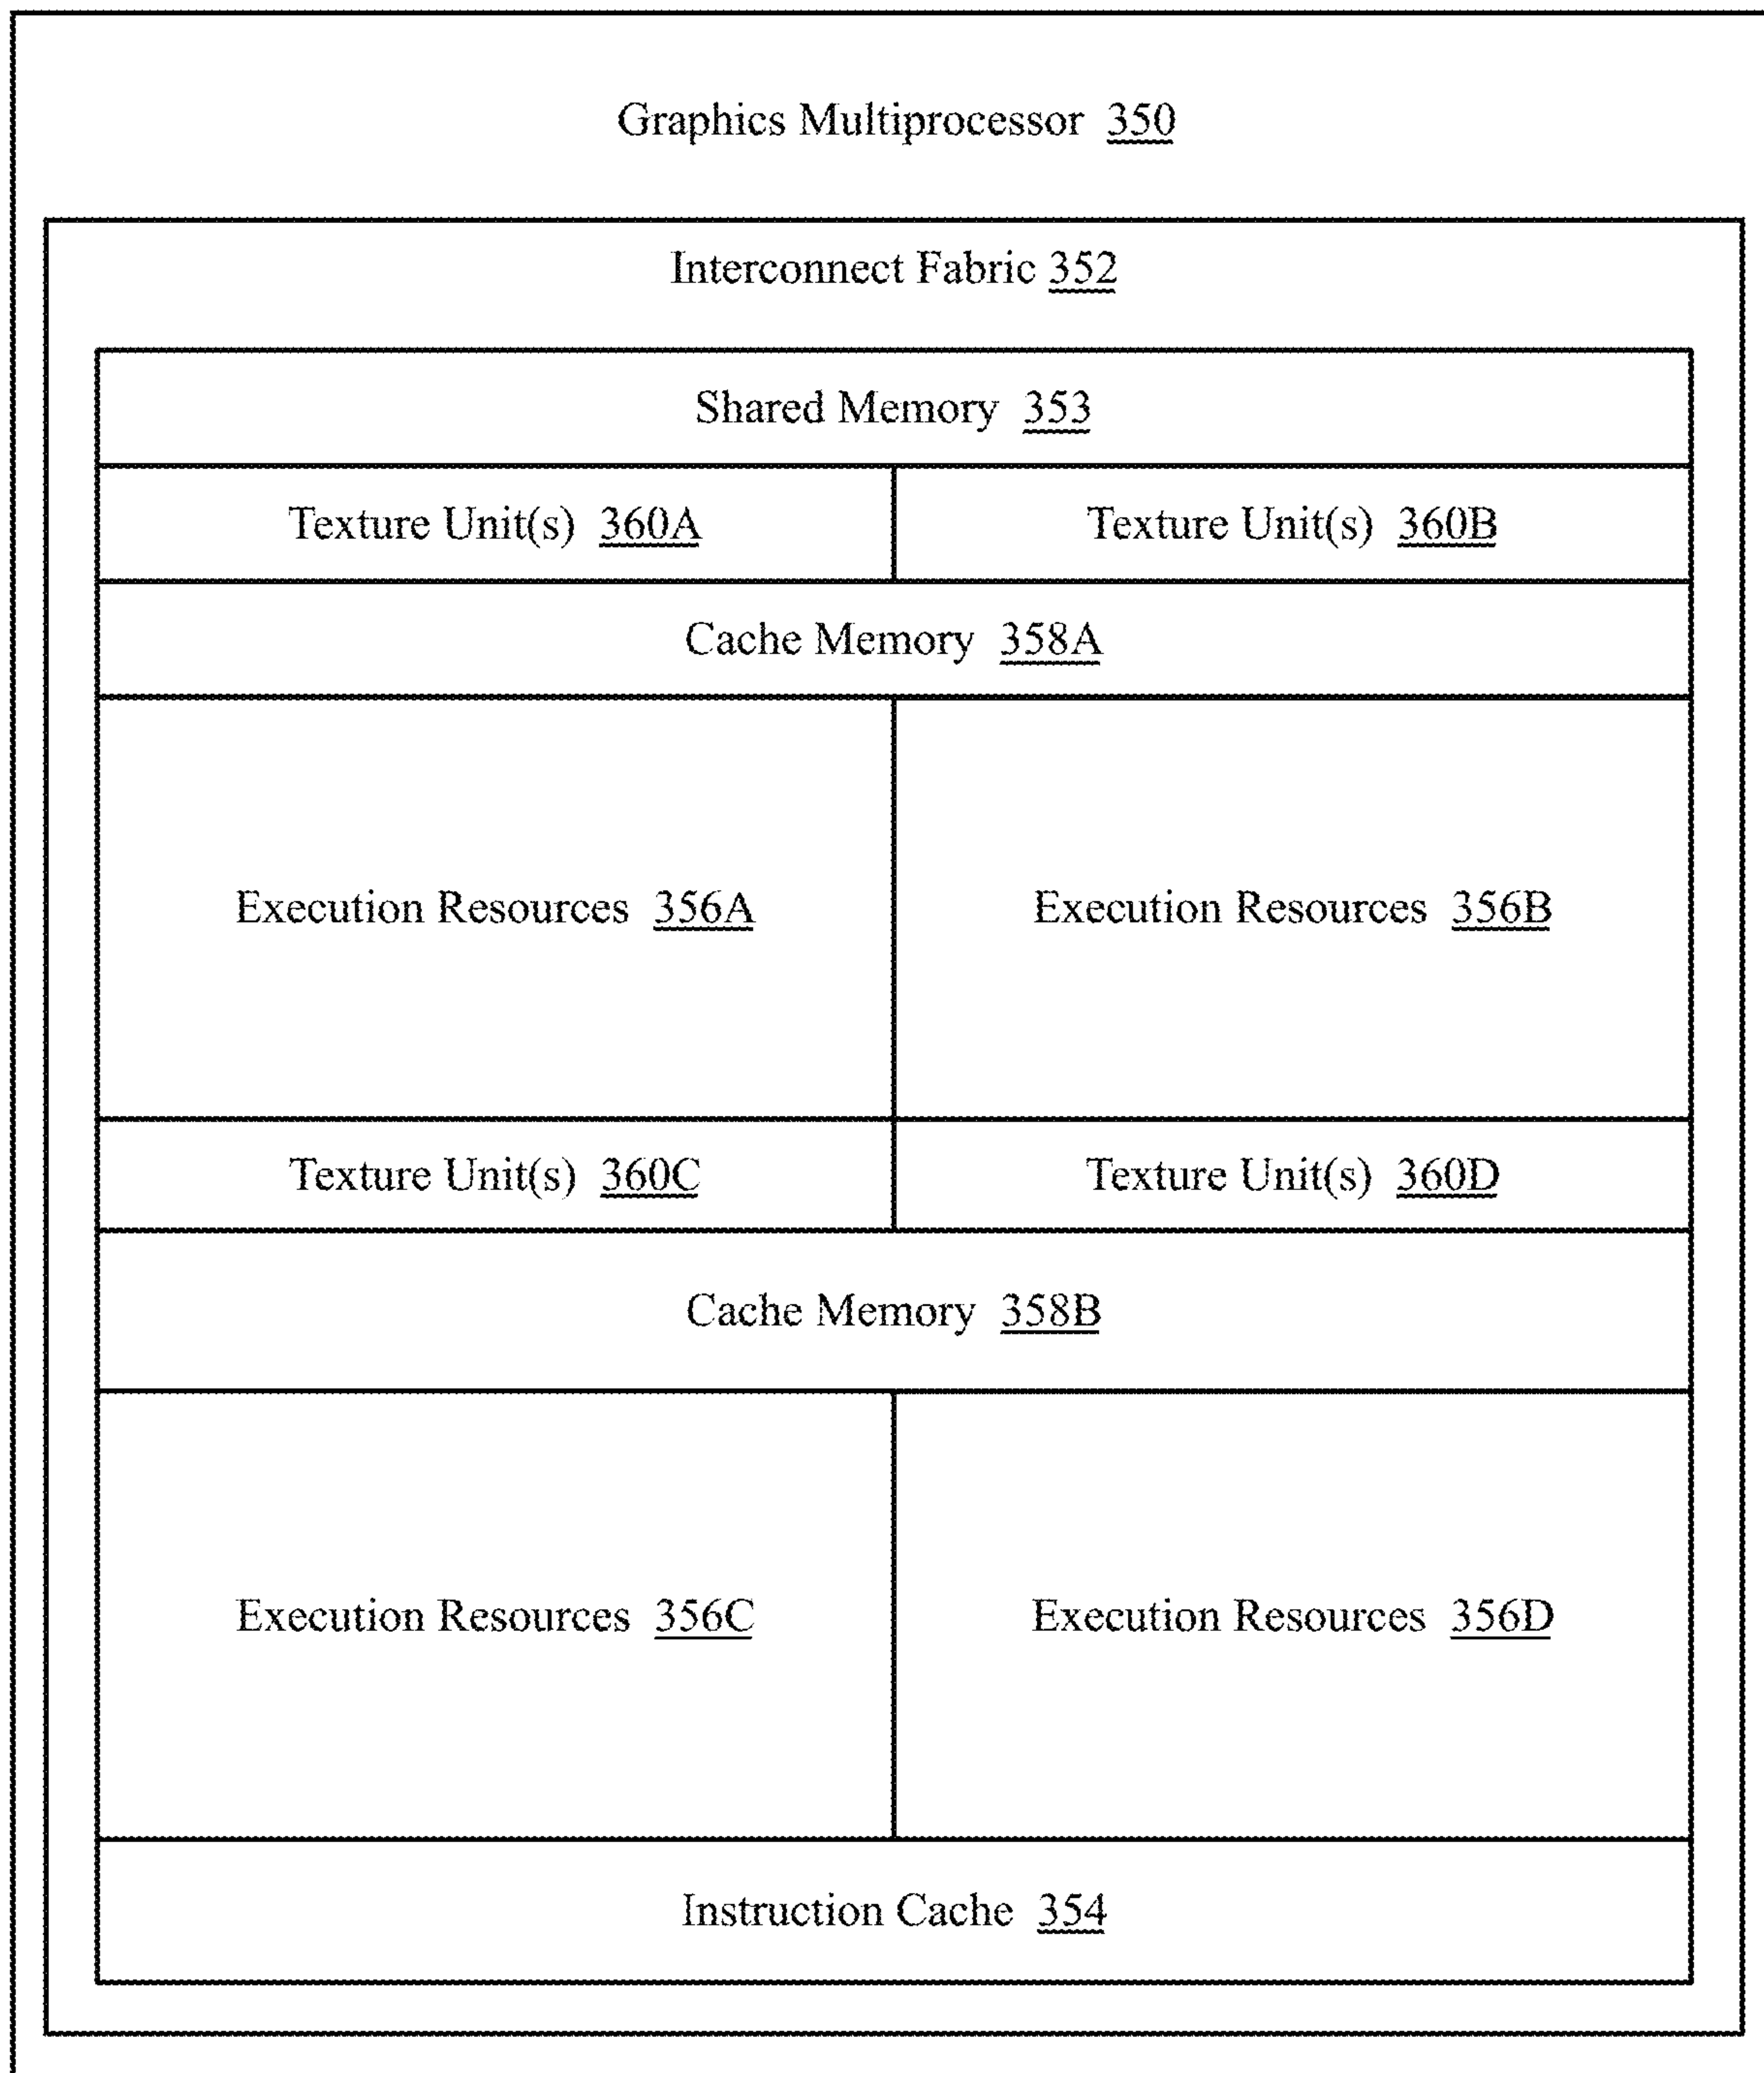 Graphics Multiprocessor 350
Interconnect Fabric 352
Shared Memory 353
Texture Unit(s) 360A
Texture Unit(s) 360B
Cache Memory 358A
Execution Resources 356A
Execution Resources 356B
Texture Unit(s) 360C
Texture Unit(s) 360D
Cache Memory 358B
Execution Resources 356C
Execution Resources 356D
Instruction Cache 354